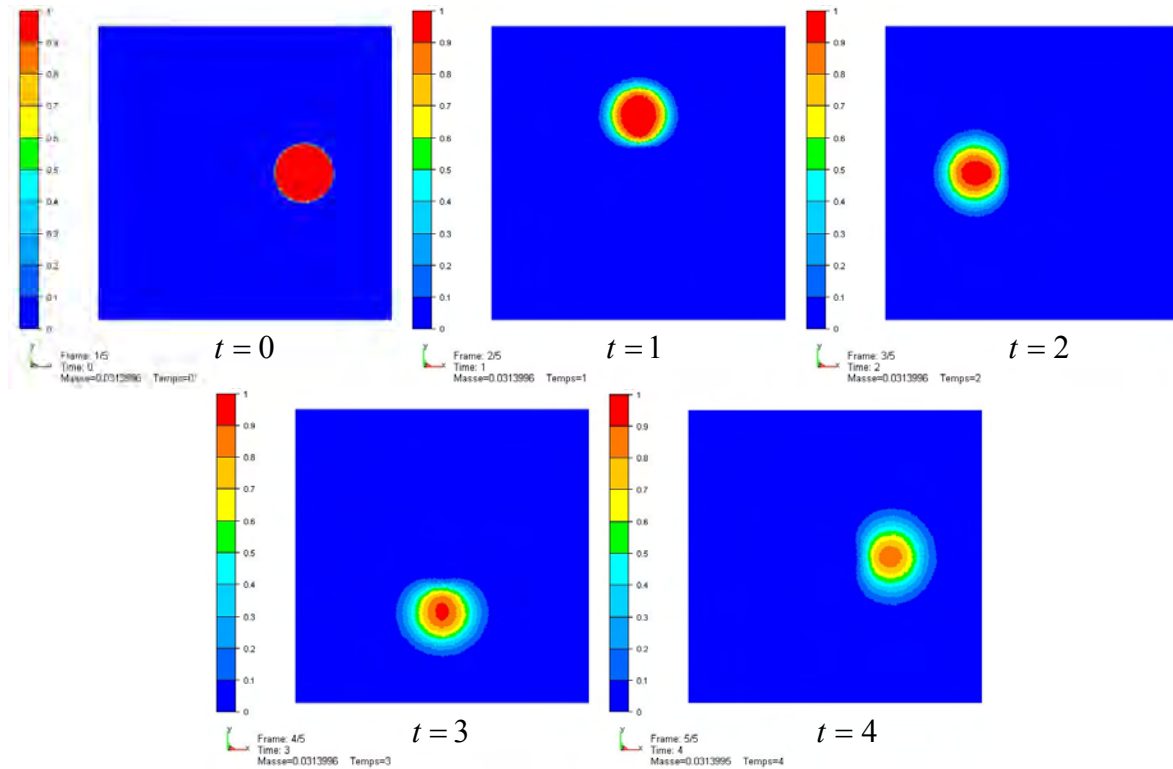 1
0.9
0.8
0.7
0.6
0.5
0.4
0.3
0.2
0.1
0
y
t = 0
Frame: 1/5
Time: 0
Temps=0
1
0.9
0.8
0.7
0.6
0.5
0.4
0.3
0.2
0.1
0
y
x
t = 1
Frame: 2/5
Time: 1
Masse=0.0313996 Temps=1
1
0.9
0.8
0.7
0.6
0.5
0.4
0.3
0.2
0.1
0
y
x
t = 2
Frame: 3/5
Time: 2
Masse=0.0313996 Temps=2
1
0.9
0.8
0.7
0.6
0.5
0.4
0.3
0.2
0.1
0
y
x
t = 3
Frame: 4/5
Time: 3
Masse=0.0313996 Temps=3
1
0.9
0.8
0.7
0.6
0.5
0.4
0.3
0.2
0.1
0
y
x
t = 4
Frame: 5/5
Time: 4
Masse=0.0313995 Temps=4